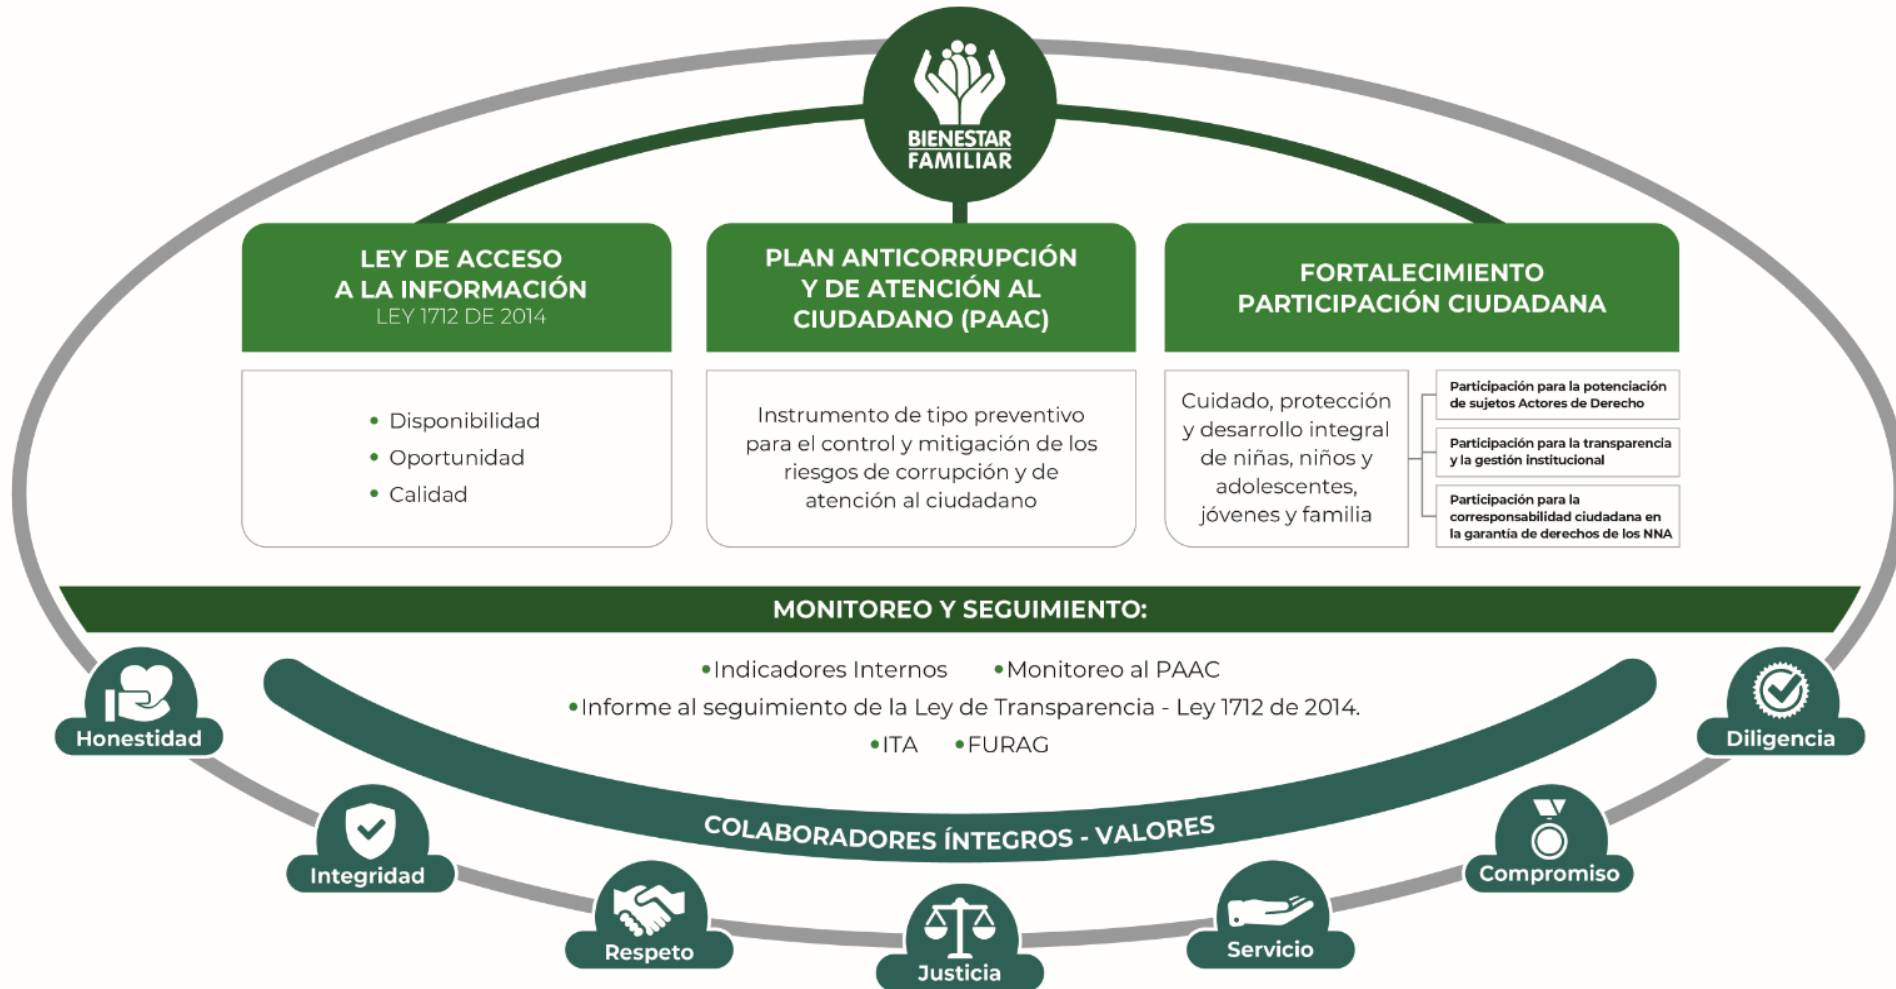 BIENESTAR
FAMILIAR
LEY DE ACCESO
A LA INFORMACIÓN
LEY 1712 DE 2014
• Disponibilidad
• Oportunidad
• Calidad
PLAN ANTICORRUPCIÓN
Y DE ATENCIÓN AL
CIUDADANO (PAAC)
Instrumento de tipo preventivo
para el control y mitigación de los
riesgos de corrupción y de
atención al ciudadano
FORTALECIMIENTO
PARTICIPACIÓN CIUDADANA
Cuidado, protección
y desarrollo integral
de niñas, niños y
adolescentes,
jóvenes y familia
Participación para la potenciación
de sujetos Actores de Derecho
Participación para la transparencia
y la gestión institucional
Participación para la
corresponsabilidad ciudadana en
la garantía de derechos de los NNA
MONITOREO Y SEGUIMIENTO:
•Indicadores Internos •Monitoreo al PAAC
•Informe al seguimiento de la Ley de Transparencia - Ley 1712 de 2014.
•ITA •FURAG
COLABORADORES ÍNTEGROS - VALORES
Honestidad
Integridad
Respeto
Justicia
Servicio
Compromiso
Diligencia